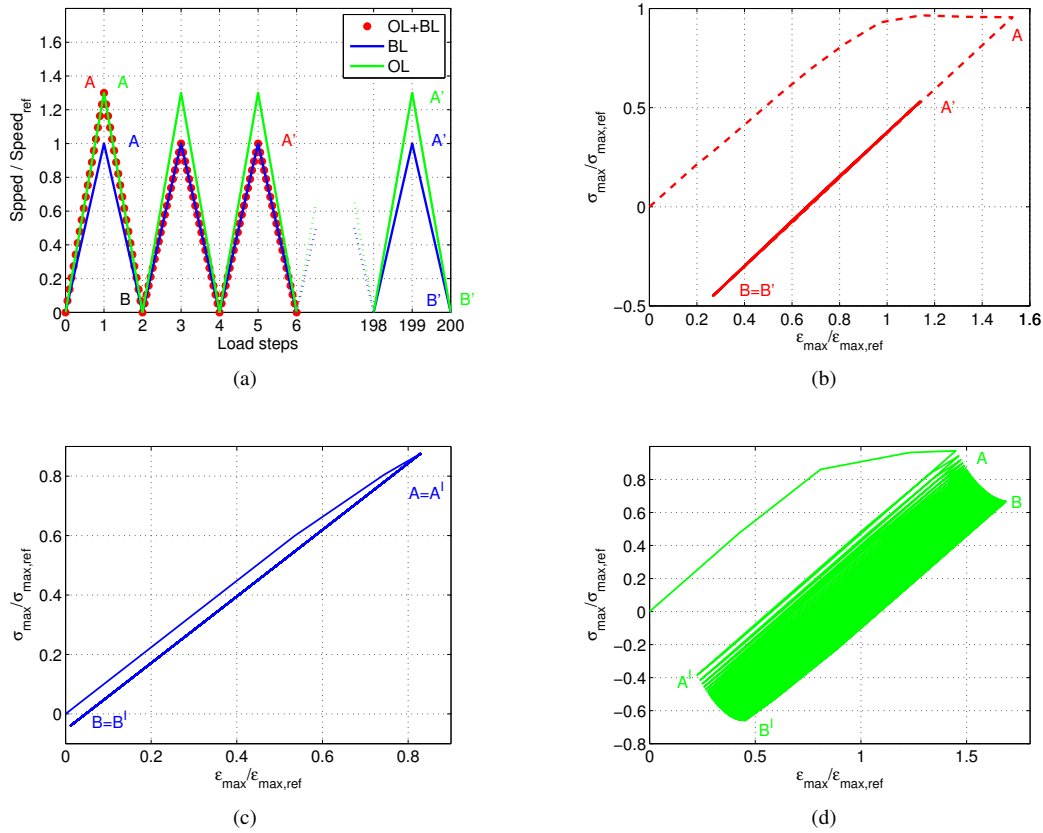 OL+BL
BL
OL
1.6
1.4
1.2
1
0.8
0.6
0.4
0.2
0
A
A
A
A'
A'
A'
B
B'
B'
0
1
2
3
4
5
6
198
199
200
Spped / Speed_ref
Load steps
(a)
1
0.5
0
−0.5
A
A'
B=B'
0
0.2
0.4
0.6
0.8
1
1.2
1.4
1.6
σ_max/σ_max,ref
ε_max/ε_max,ref
(b)
0.8
0.6
0.4
0.2
0
A=A^I
B=B^I
0
0.2
0.4
0.6
0.8
σ_max/σ_max,ref
ε_max/ε_max,ref
(c)
0.8
0.6
0.4
0.2
0
−0.2
−0.4
−0.6
−0.8
A
B
A^I
B^I
0
0.5
1
1.5
σ_max/σ_max,ref
ε_max/ε_max,ref
(d)